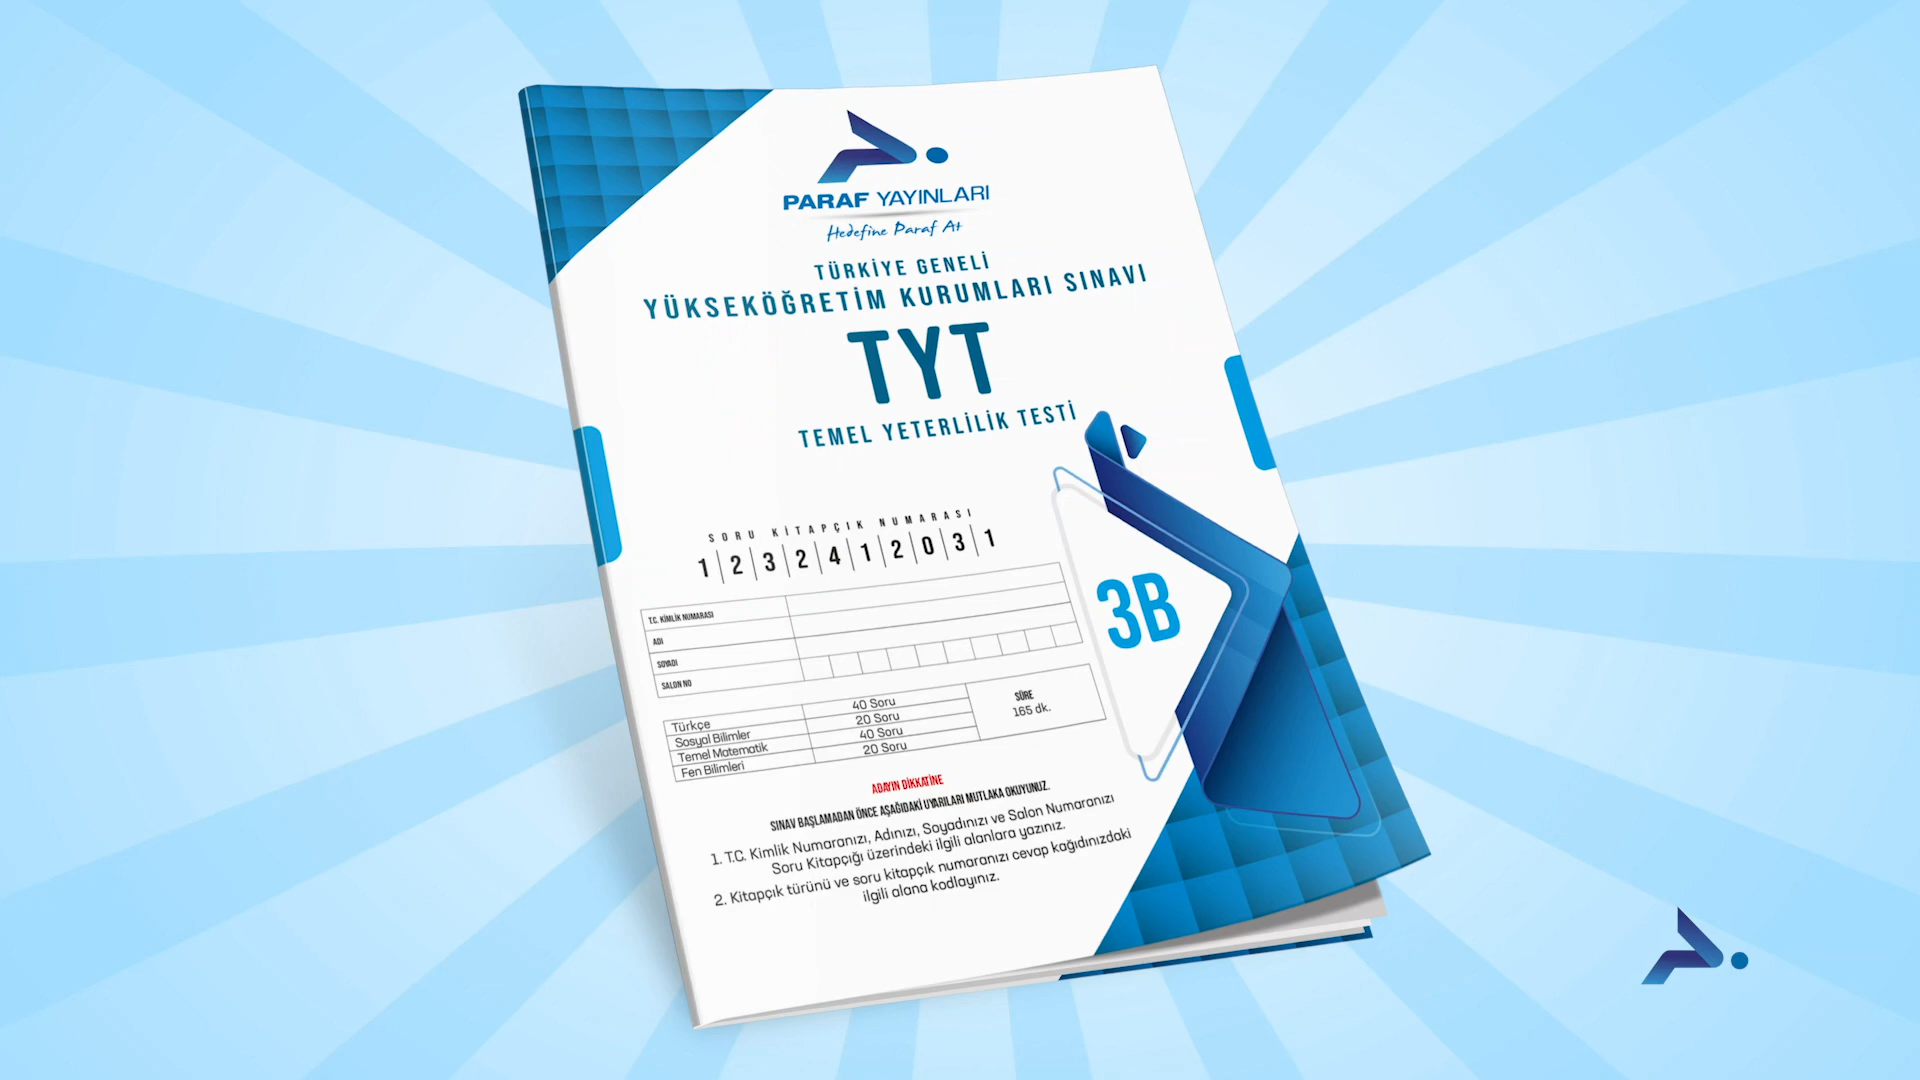 PARAF YAYINLARI
Hedefine Paraf At
TÜRKİYE GENELİ
YÜKSEKÖĞRETİM KURUMLARI SINAVI
TYT
TEMEL YETERLİLİK TESTİ
SORU KİTAPÇIK NUMARASI
1 2 3 2 4 1 2 0 3 1
3B
T.C. KİMLİK NUMARASI
ADI
SOYADI
SALON NO
Türkçe 40 Soru
Sosyal Bilimler 20 Soru
Temel Matematik 40 Soru
Fen Bilimleri 20 Soru
SÜRE
165 dk.
ADAYIN DİKKATİNE
SINAV BAŞLAMADAN ÖNCE AŞAĞIDAKİ UYARILARI MUTLAKA OKUYUNUZ.
1. T.C. Kimlik Numaranızı, Adınızı, Soyadınızı ve Salon Numaranızı
Soru Kitapçığı üzerindeki ilgili alanlara yazınız.
2. Kitapçık türünü ve soru kitapçık numaranızı cevap kağıdınızdaki
ilgili alana kodlayınız.